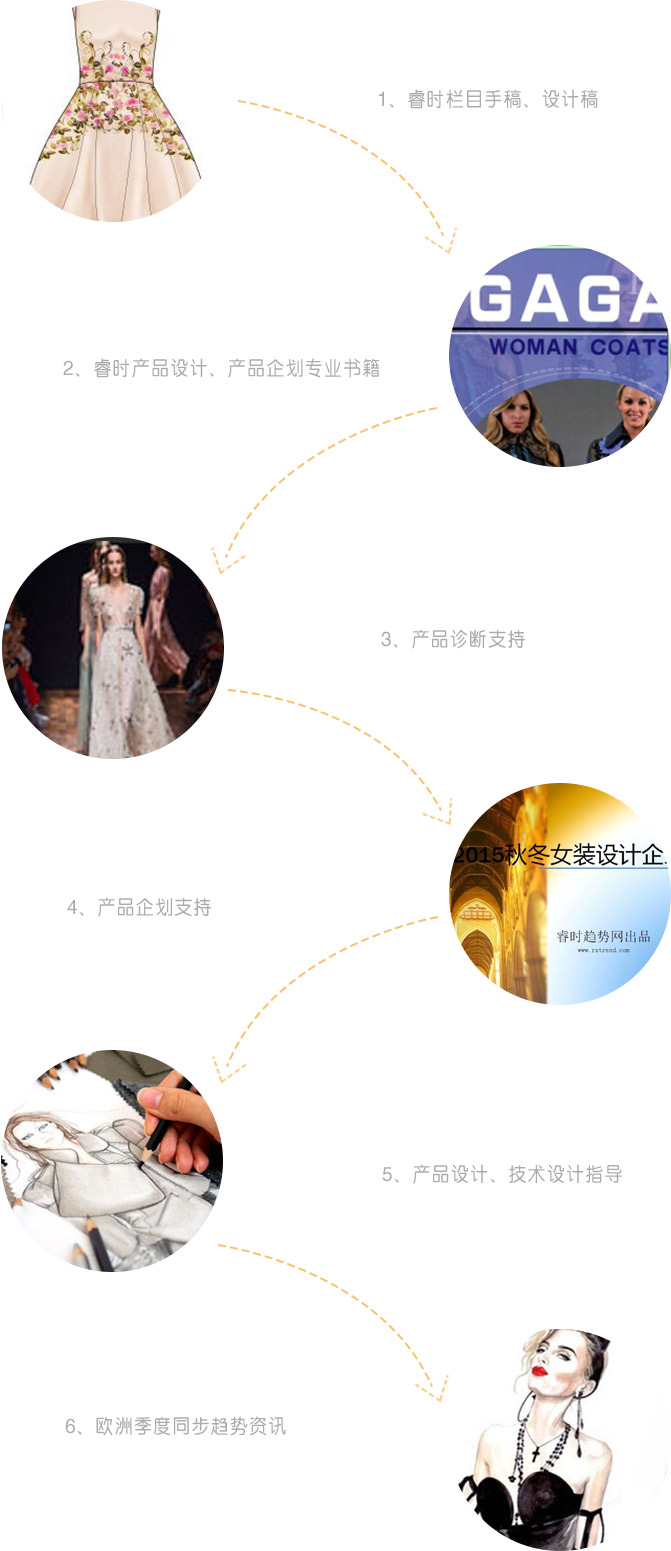 1、睿时栏目手稿、设计稿
GAGA
WOMAN COATS
2、睿时产品设计、产品企划专业书籍
3、产品诊断支持
2015秋冬女装设计企
睿时趋势网出品
www.rstrend.com
4、产品企划支持
5、产品设计、技术设计指导
6、欧洲季度同步趋势资讯